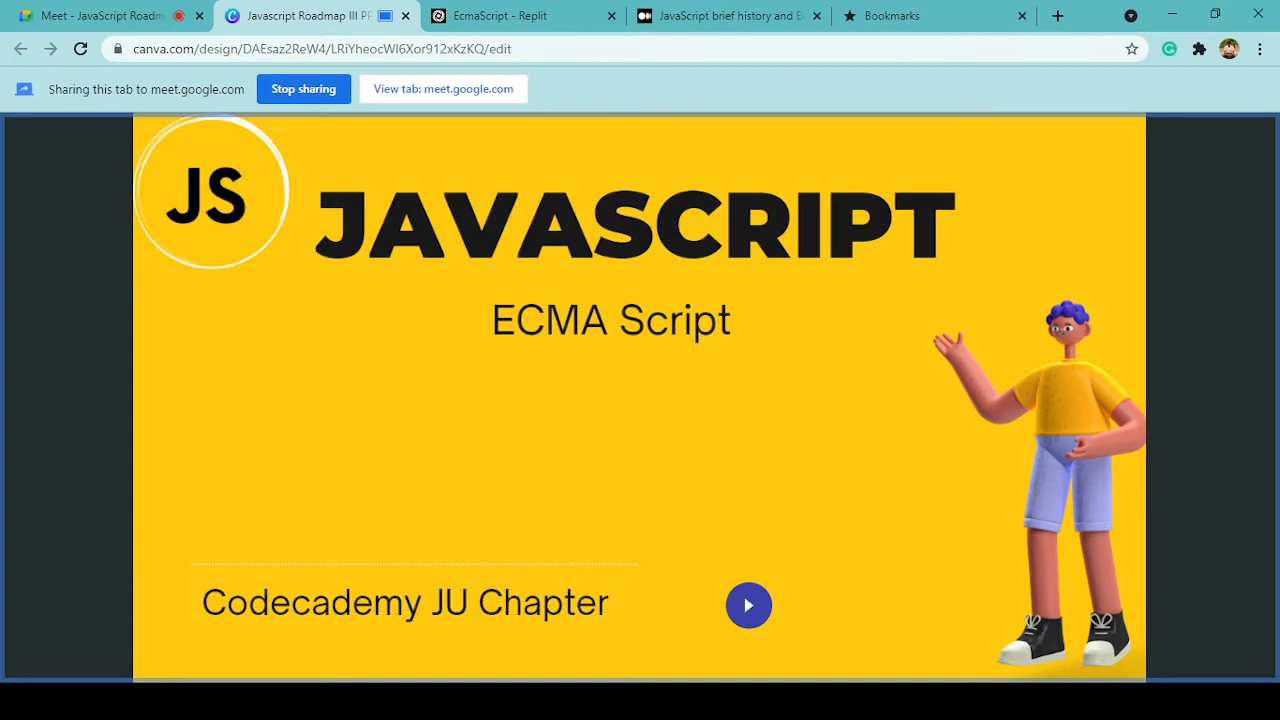 Meet - JavaScript Roadm
Javascript Roadmap III PP
EcmaScript - Replit
JavaScript brief history and E
Bookmarks
canva.com/design/DAEsaz2ReW4/LRiYheocWI6Xor912xKzKQ/edit
Sharing this tab to meet.google.com
Stop sharing
View tab: meet.google.com
JS
JAVASCRIPT
ECMA Script
Codecademy JU Chapter